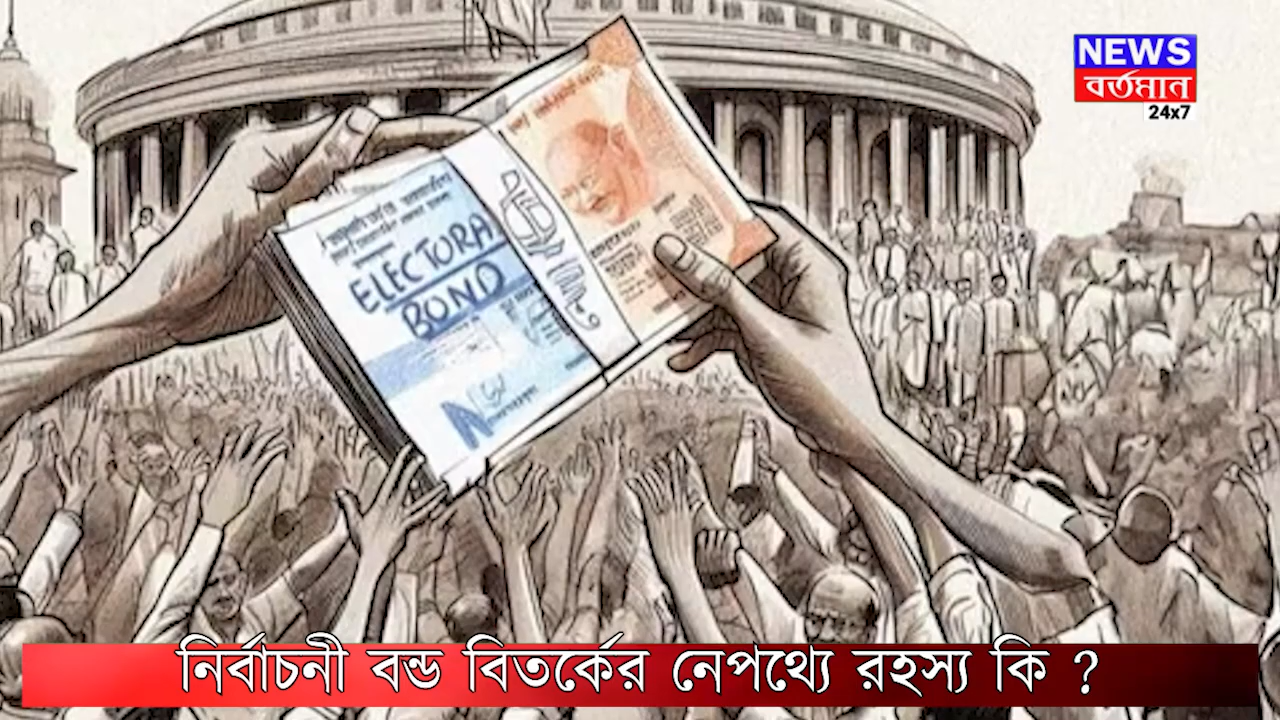 NEWS
বর্তমান
24x7
ELECTORAL
BOND
নির্বাচনী বন্ড বিতর্কের নেপথ্যে রহস্য কি ?